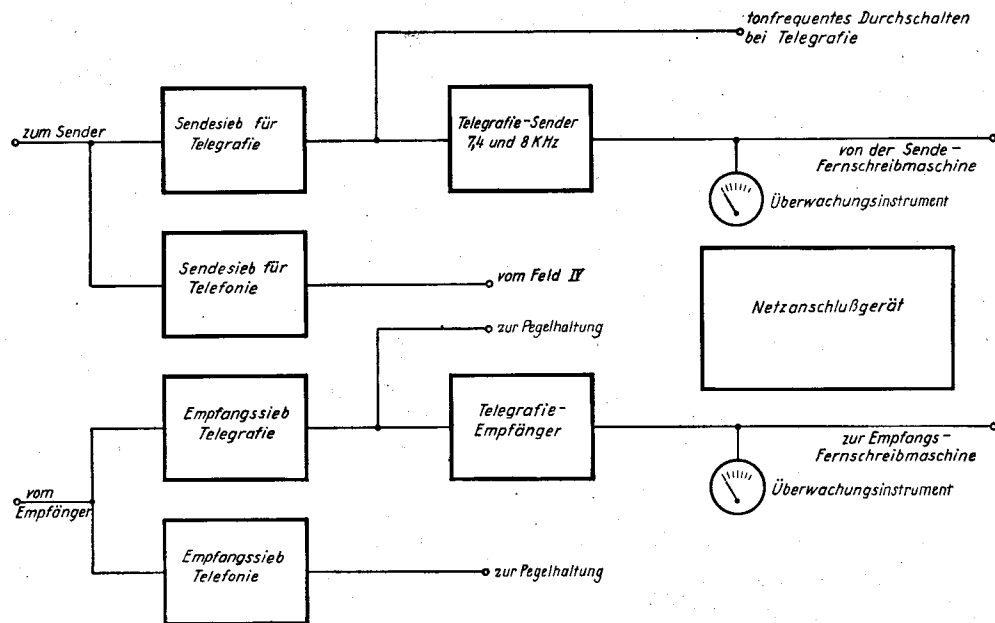 tonfrequentes Durchschalten
bei Telegrafie
zum Sender
Sendesieb für
Telegrafie
Telegrafie-Sender
7,4 und 8 KHz
von der Sende-
Fernschreibmaschine
Überwachungsinstrument
Sendesieb für
Telefonie
vom Feld IV
Netzanschlußgerät
zur Pegelhaltung
Empfangssieb
Telegrafie
Telegrafie-
Empfänger
zur Empfangs-
Fernschreibmaschine
Überwachungsinstrument
vom
Empfänger
Empfangssieb
Telefonie
zur Pegelhaltung